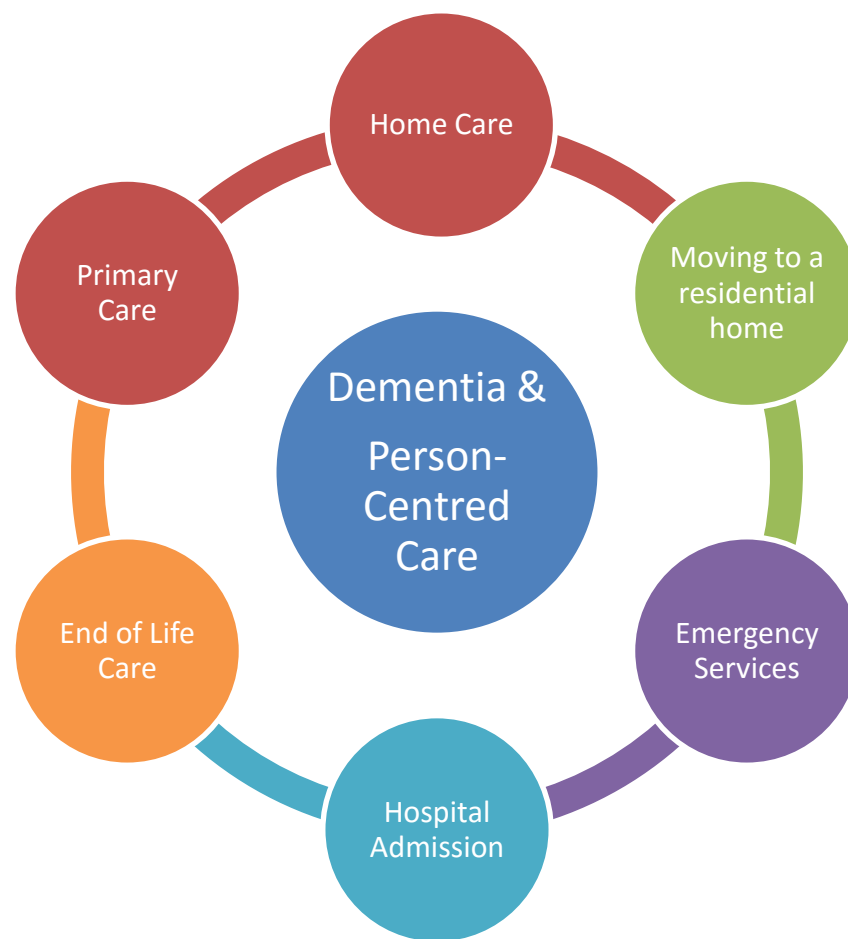 Home Care
Moving to a
residential
home
Emergency
Services
Hospital
Admission
End of Life
Care
Primary
Care
Dementia &
Person-
Centred
Care